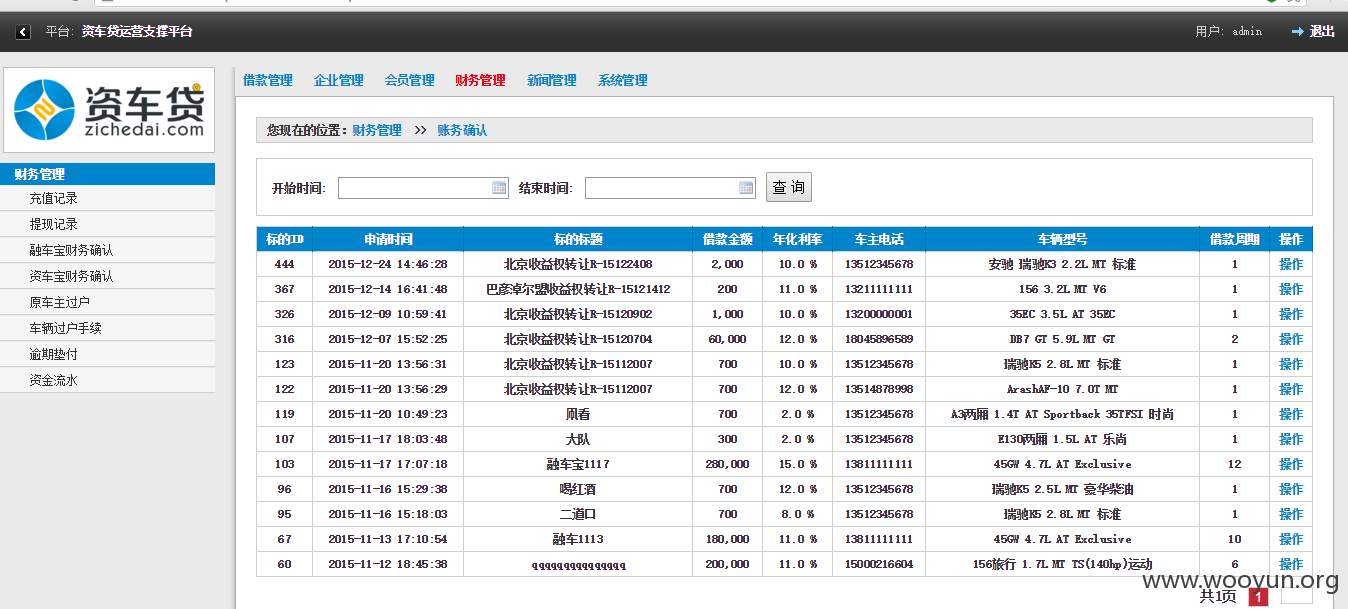 平台: 资车贷运营支撑平台
用户: admin 退出
资车贷
zichedai.com
借款管理 企业管理 会员管理 财务管理 新闻管理 系统管理
您现在的位置: 财务管理 >> 账务确认
财务管理
充值记录
提现记录
融车宝财务确认
资车宝财务确认
原车主过户
车辆过户手续
逾期垫付
资金流水
开始时间: 结束时间: 查 询
标的ID 申请时间 标的标题 借款金额 年化利率 车主电话 车辆型号 借款周期 操作
444 2015-12-24 14:46:28 北京收益权转让R-15122408 2,000 10.0 % 13512345678 安驰 瑞驰K3 2.2L MT 标准 1 操作
367 2015-12-14 16:41:48 巴彦卓尔盟收益权转让R-15121412 200 11.0 % 13211111111 156 3.2L MT V6 1 操作
326 2015-12-09 10:59:41 北京收益权转让R-15120902 1,000 10.0 % 13200000001 35EC 3.5L AT 35EC 1 操作
316 2015-12-07 15:52:25 北京收益权转让R-15120704 60,000 12.0 % 18045896589 DB7 GT 5.9L MT GT 2 操作
123 2015-11-20 13:56:31 北京收益权转让R-15112007 700 10.0 % 13512345678 瑞驰K5 2.8L MT 标准 1 操作
122 2015-11-20 13:56:29 北京收益权转让R-15112007 700 12.0 % 13514878998 ArashAF-10 7.0T MT 1 操作
119 2015-11-20 10:49:23 凧看 700 2.0 % 13512345678 A3两厢 1.4T AT Sportback 35TFSI 时尚 1 操作
107 2015-11-17 18:03:48 大队 300 2.0 % 13512345678 E130两厢 1.5L AT 乐尚 1 操作
103 2015-11-17 17:07:18 融车宝1117 280,000 15.0 % 13811111111 45GW 4.7L AT Exclusive 12 操作
96 2015-11-16 15:29:38 喝红酒 700 12.0 % 13512345678 瑞驰K5 2.5L MT 豪华柴油 1 操作
95 2015-11-16 15:18:03 二道口 700 8.0 % 13512345678 瑞驰K5 2.8L MT 标准 1 操作
67 2015-11-13 17:10:54 融车1113 180,000 11.0 % 13811111111 45GW 4.7L AT Exclusive 10 操作
60 2015-11-12 18:45:38 qqqqqqqqqqqqqqq 200,000 11.0 % 15000216604 156旅行 1.7L MT TS(140hp)运动 6 操作
共1页 1
www.wooyun.org